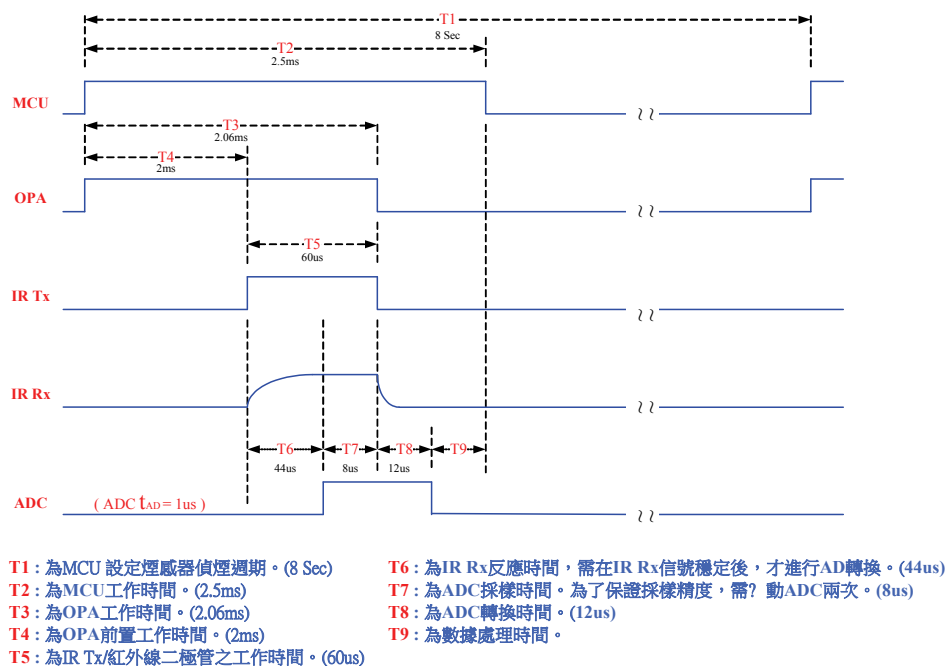 T1
8 Sec
T2
2.5ms
MCU
T3
2.06ms
T4
2ms
OPA
T5
60us
IR Tx
IR Rx
T6 T7 T8 T9
44us 8us 12us
ADC ( ADC tAD = 1us )
T1 : 為MCU 設定煙感器偵煙週期。(8 Sec)
T2 : 為MCU工作時間。(2.5ms)
T3 : 為OPA工作時間。(2.06ms)
T4 : 為OPA前置工作時間。(2ms)
T5 : 為IR Tx/紅外線二極管之工作時間。(60us)
T6 : 為IR Rx反應時間，需在IR Rx信號穩定後，才進行AD轉換。(44us)
T7 : 為ADC採樣時間。為了保證採樣精度，需? 動ADC兩次。(8us)
T8 : 為ADC轉換時間。(12us)
T9 : 為數據處理時間。